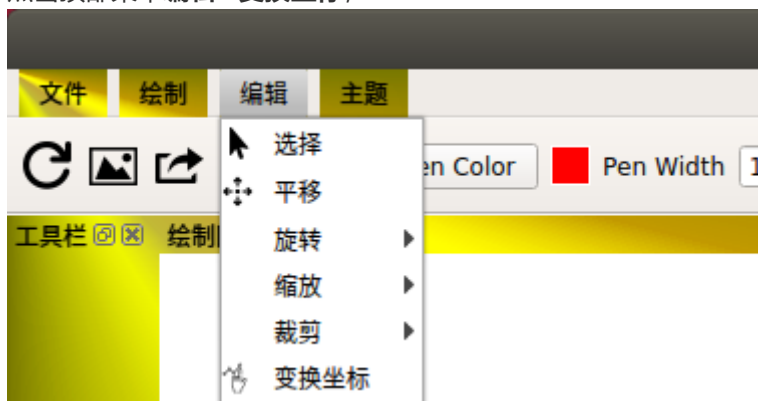 文件 绘制 编辑 主题
选择
en Color Pen Width 1
平移
工具栏 绘制
旋转
缩放
裁剪
变换坐标